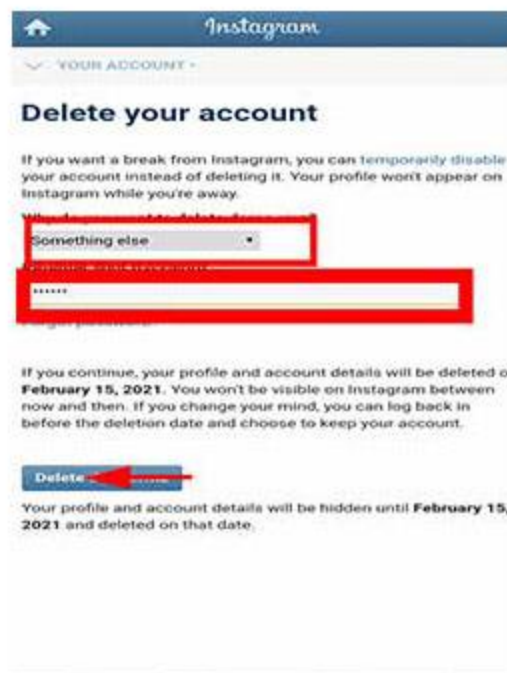 Instagram
YOUR ACCOUNT
Delete your account
If you want a break from Instagram, you can temporarily disable
your account instead of deleting it. Your profile won't appear on
Instagram while you're away.
Something else
••••••
If you continue, your profile and account details will be deleted
February 15, 2021. You won't be visible on Instagram between
now and then. If you change your mind, you can log back in
before the deletion date and choose to keep your account.
Delete
Your profile and account details will be hidden until February 15,
2021 and deleted on that date.